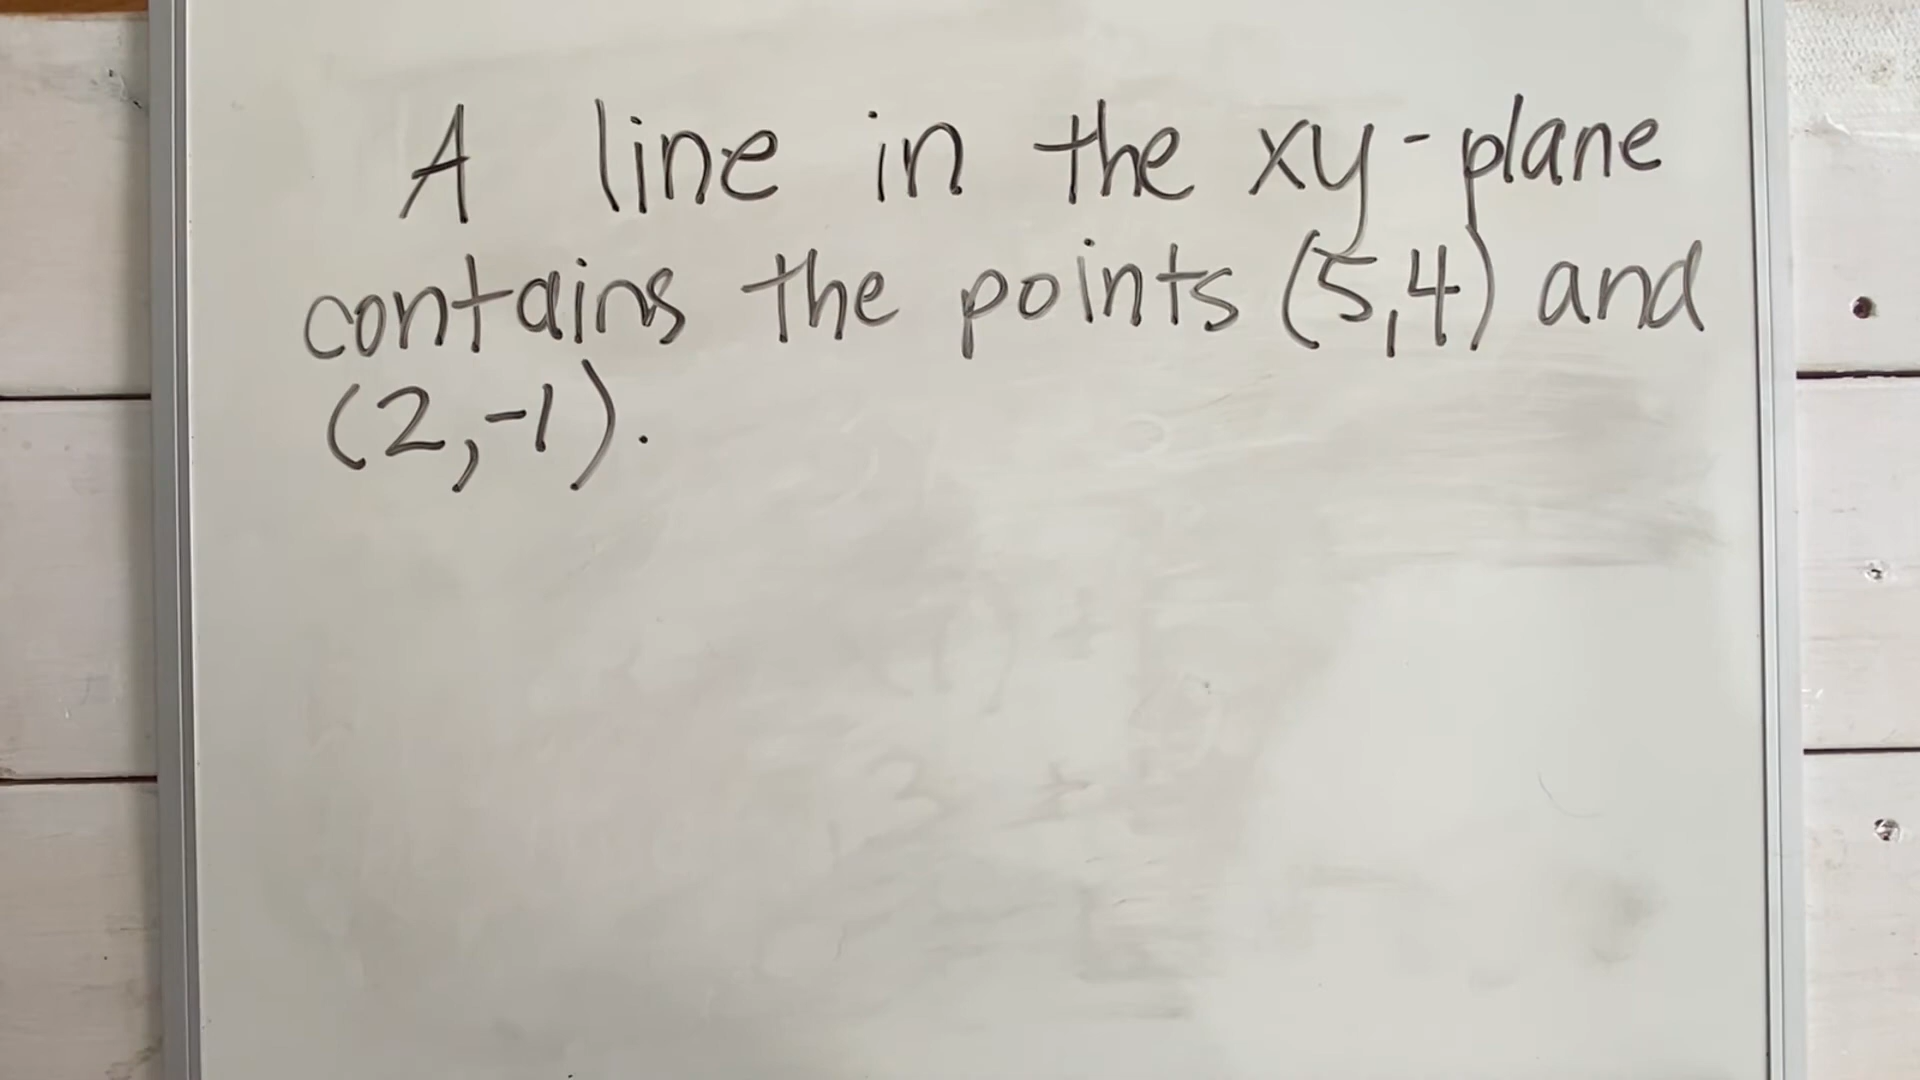 A line in the xy-plane
contains the points (5,4) and
(2,-1).